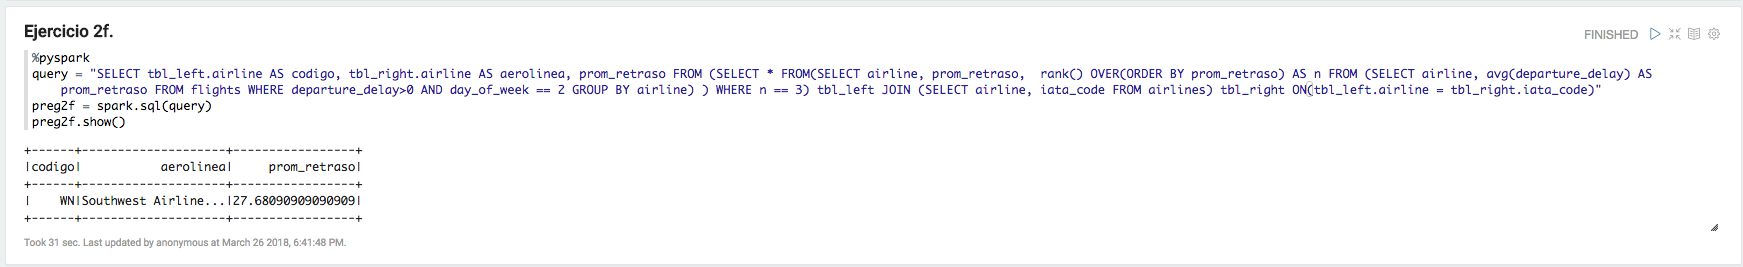 Ejercicio 2f.
FINISHED
%pyspark
query = "SELECT tbl_left.airline AS codigo, tbl_right.airline AS aerolinea, prom_retraso FROM (SELECT * FROM(SELECT airline, prom_retraso,  rank() OVER(ORDER BY prom_retraso) AS n FROM (SELECT airline, avg(departure_delay) AS
prom_retraso FROM flights WHERE departure_delay>0 AND day_of_week == 2 GROUP BY airline) ) WHERE n == 3) tbl_left JOIN (SELECT airline, iata_code FROM airlines) tbl_right ON(tbl_left.airline = tbl_right.iata_code)"
preg2f = spark.sql(query)
preg2f.show()
+------+--------------------+-----------------+
|codigo|           aerolinea|     prom_retraso|
+------+--------------------+-----------------+
|    WN|Southwest Airline...|27.68090909090909|
+------+--------------------+-----------------+
Took 31 sec. Last updated by anonymous at March 26 2018, 6:41:48 PM.